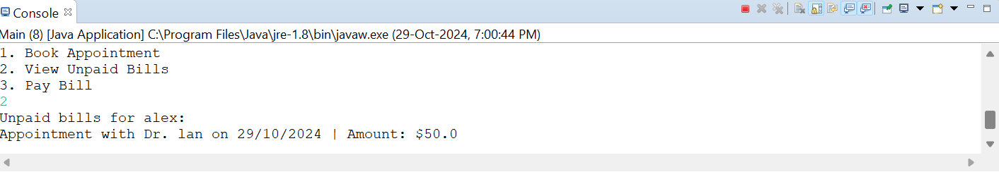 Console
Main (8) [Java Application] C:\Program Files\Java\jre-1.8\bin\javaw.exe (29-Oct-2024, 7:00:44 PM)
1. Book Appointment
2. View Unpaid Bills
3. Pay Bill
2
Unpaid bills for alex:
Appointment with Dr. lan on 29/10/2024 | Amount: $50.0